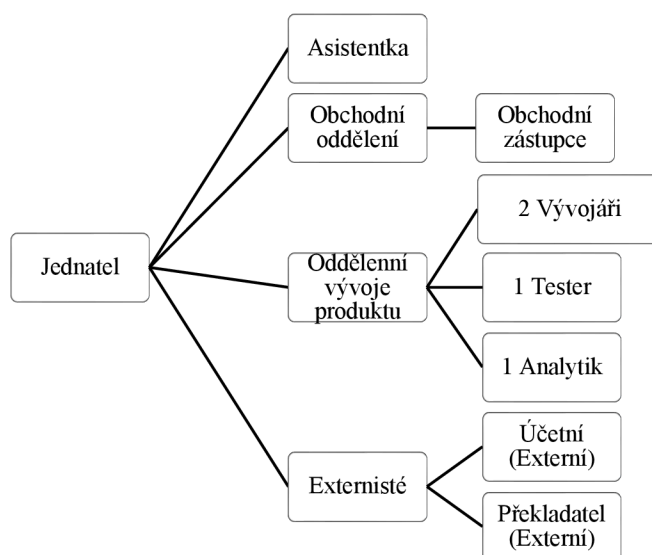 Asistentka
Obchodní
oddělení
Obchodní
zástupce
2 Vývojáři
Jednatel
Oddělenní
vývoje
produktu
1 Tester
1 Analytik
Externisté
Účetní
(Externí)
Překladatel
(Externí)